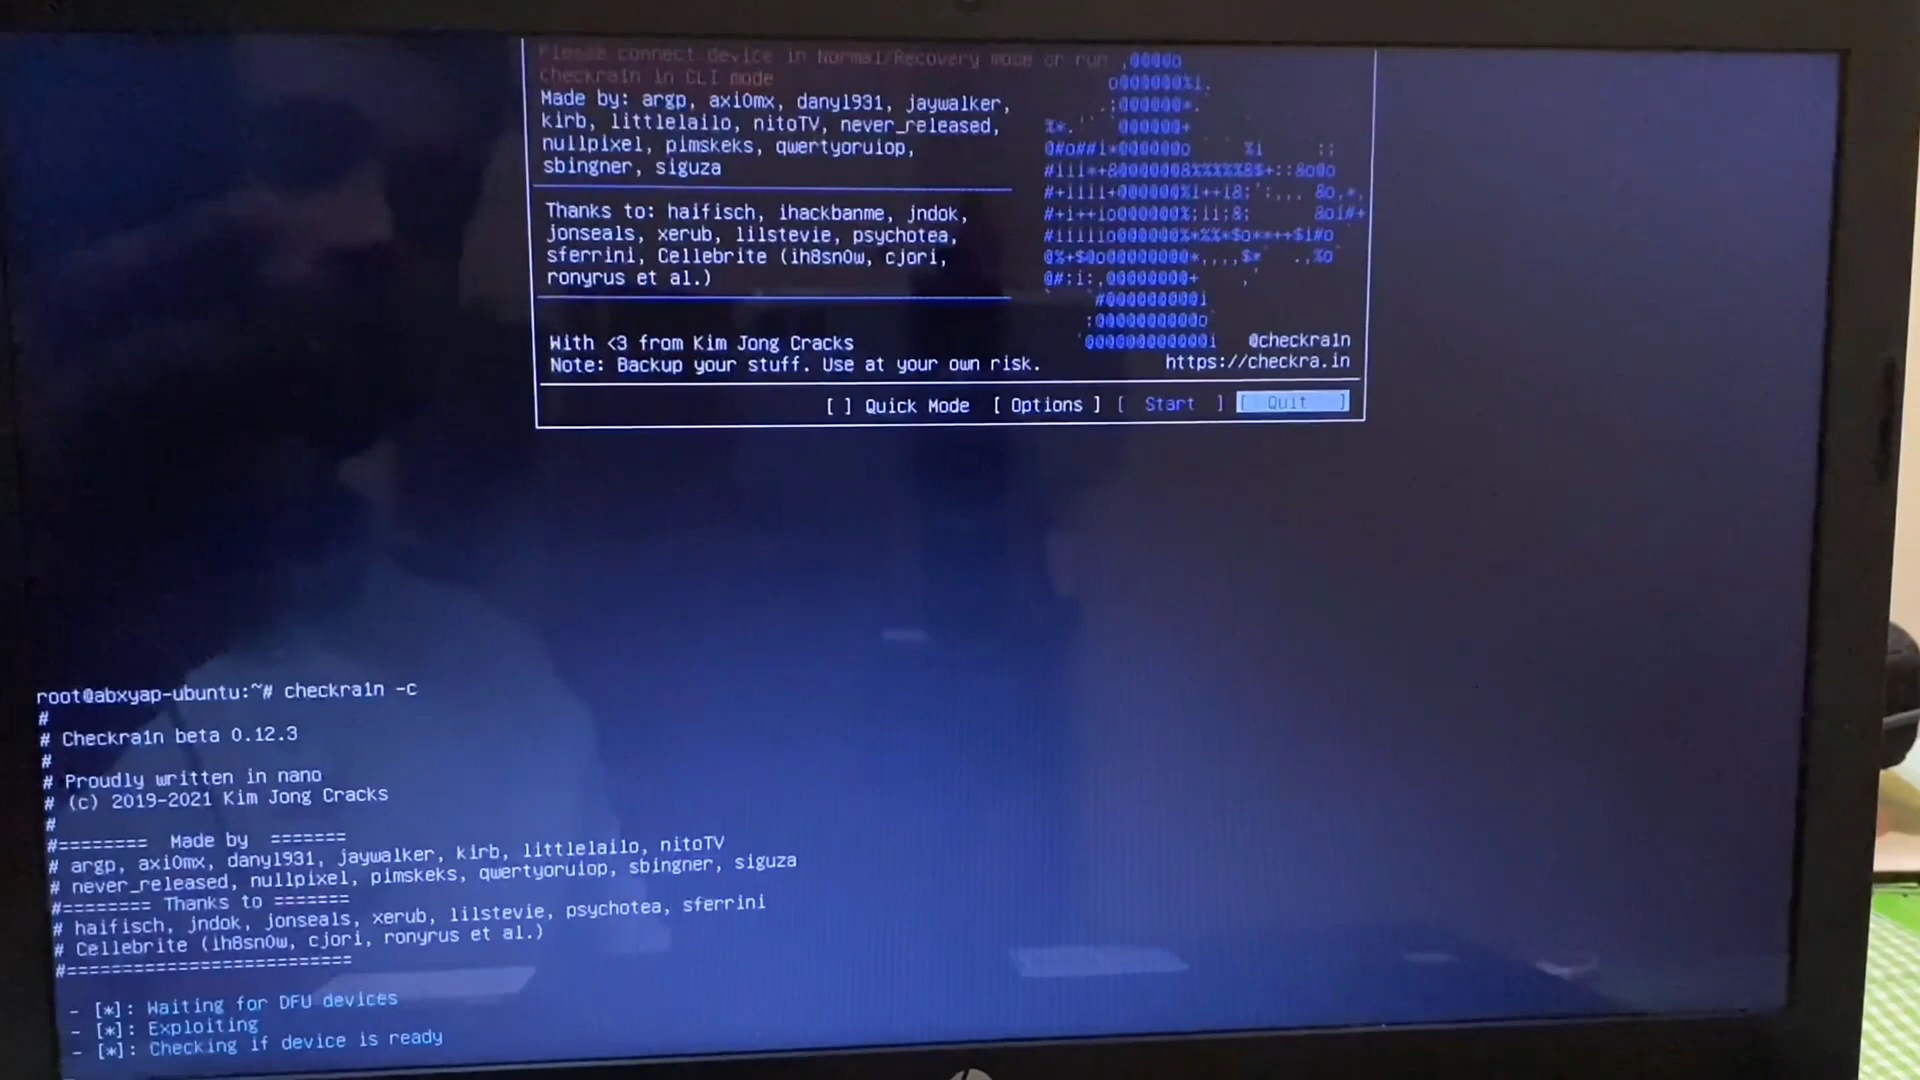 Please connect device in Normal/Recovery mode or run
checkra1n in CLI mode
Made by: argp, axi0mx, danyl931, jaywalker,
kirb, littlelailo, nitoTV, never_released,
nullpixel, pimskeks, qwertyoruiop,
sbingner, siguza
Thanks to: haifisch, ihackbanme, jndok,
jonseals, xerub, lilstevie, psychotea,
sferrini, Cellebrite (ih8sn0w, cjori,
ronyrus et al.)
With <3 from Kim Jong Cracks
@checkra1n
Note: Backup your stuff. Use at your own risk.
https://checkra.in
[ ] Quick Mode [ Options ] [ Start ] [ Quit ]
root@abxyap-ubuntu:~# checkra1n -c
#
# Checkra1n beta 0.12.3
#
# Proudly written in nano
# (c) 2019-2021 Kim Jong Cracks
#
#======== Made by =======
# argp, axi0mx, danyl931, jaywalker, kirb, littlelailo, nitoTV
# never_released, nullpixel, pimskeks, qwertyoruiop, sbingner, siguza
#======== Thanks to =======
# haifisch, jndok, jonseals, xerub, lilstevie, psychotea, sferrini
# Cellebrite (ih8sn0w, cjori, ronyrus et al.)
#==========================
- [*]: Waiting for DFU devices
- [*]: Exploiting
- [*]: Checking if device is ready